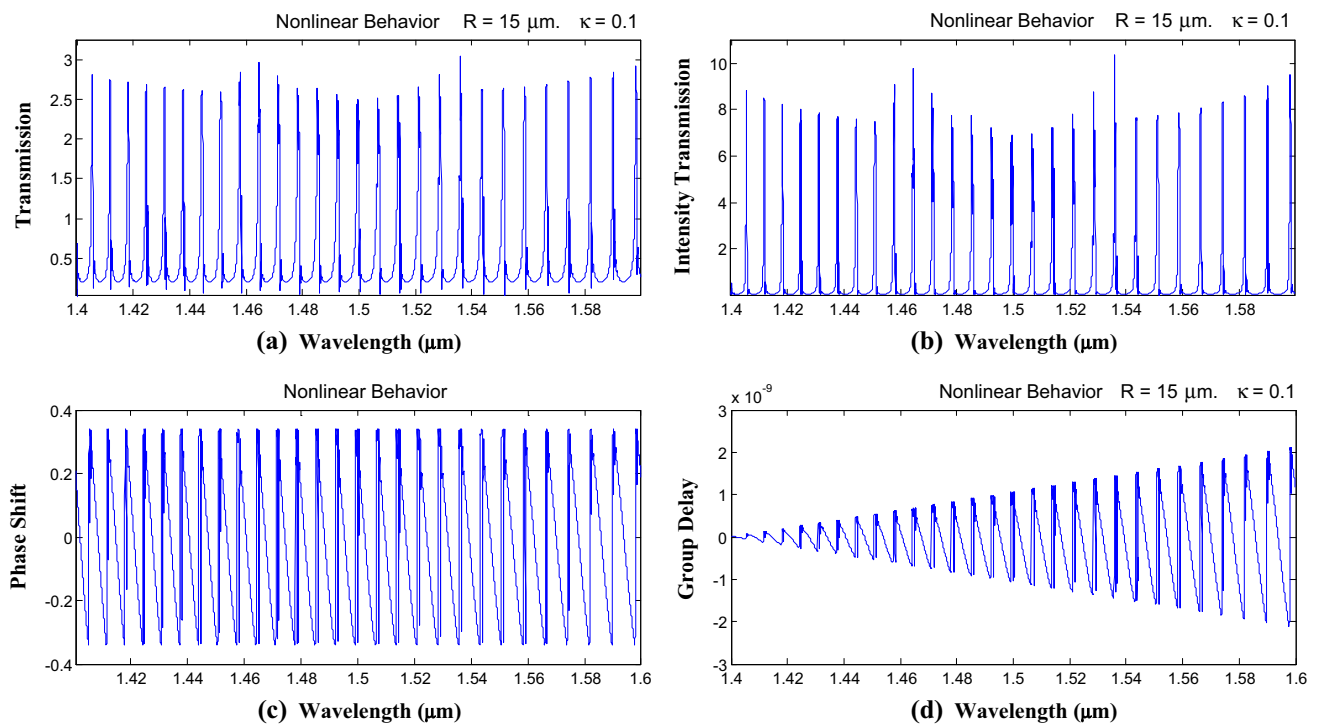 Nonlinear Behavior R = 15 μm. κ = 0.1
3
2.5
2
1.5
1
0.5
Transmission
1.4 1.42 1.44 1.46 1.48 1.5 1.52 1.54 1.56 1.58
(a) Wavelength (μm)
Nonlinear Behavior R = 15 μm. κ = 0.1
10
8
6
4
2
Intensity Transmission
1.4 1.42 1.44 1.46 1.48 1.5 1.52 1.54 1.56 1.58
(b) Wavelength (μm)
Nonlinear Behavior
0.4
0.2
0
-0.2
-0.4
Phase Shift
1.42 1.44 1.46 1.48 1.5 1.52 1.54 1.56 1.58 1.6
(c) Wavelength (μm)
x 10⁻⁹ Nonlinear Behavior R = 15 μm. κ = 0.1
3
2
1
0
-1
-2
-3
Group Delay
1.4 1.42 1.44 1.46 1.48 1.5 1.52 1.54 1.56 1.58 1.6
(d) Wavelength (μm)